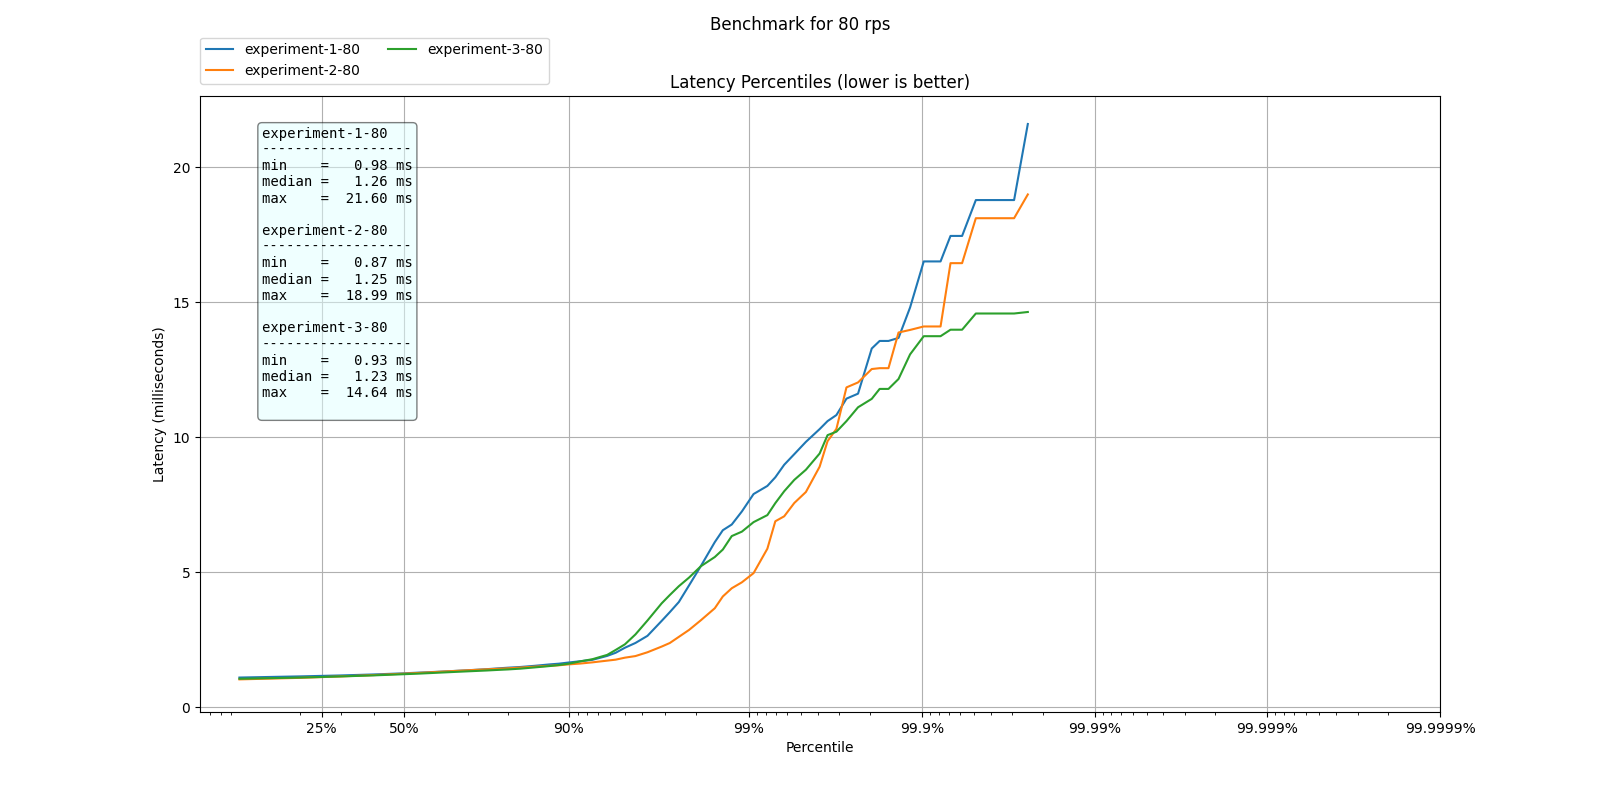 Benchmark for 80 rps
experiment-1-80
experiment-2-80
experiment-3-80
Latency Percentiles (lower is better)
experiment-1-80
------------------
min    =   0.98 ms
median =   1.26 ms
max    =  21.60 ms
experiment-2-80
------------------
min    =   0.87 ms
median =   1.25 ms
max    =  18.99 ms
experiment-3-80
------------------
min    =   0.93 ms
median =   1.23 ms
max    =  14.64 ms
Latency (milliseconds)
20
15
10
5
0
25% 50% 90% 99% 99.9% 99.99% 99.999% 99.9999%
Percentile